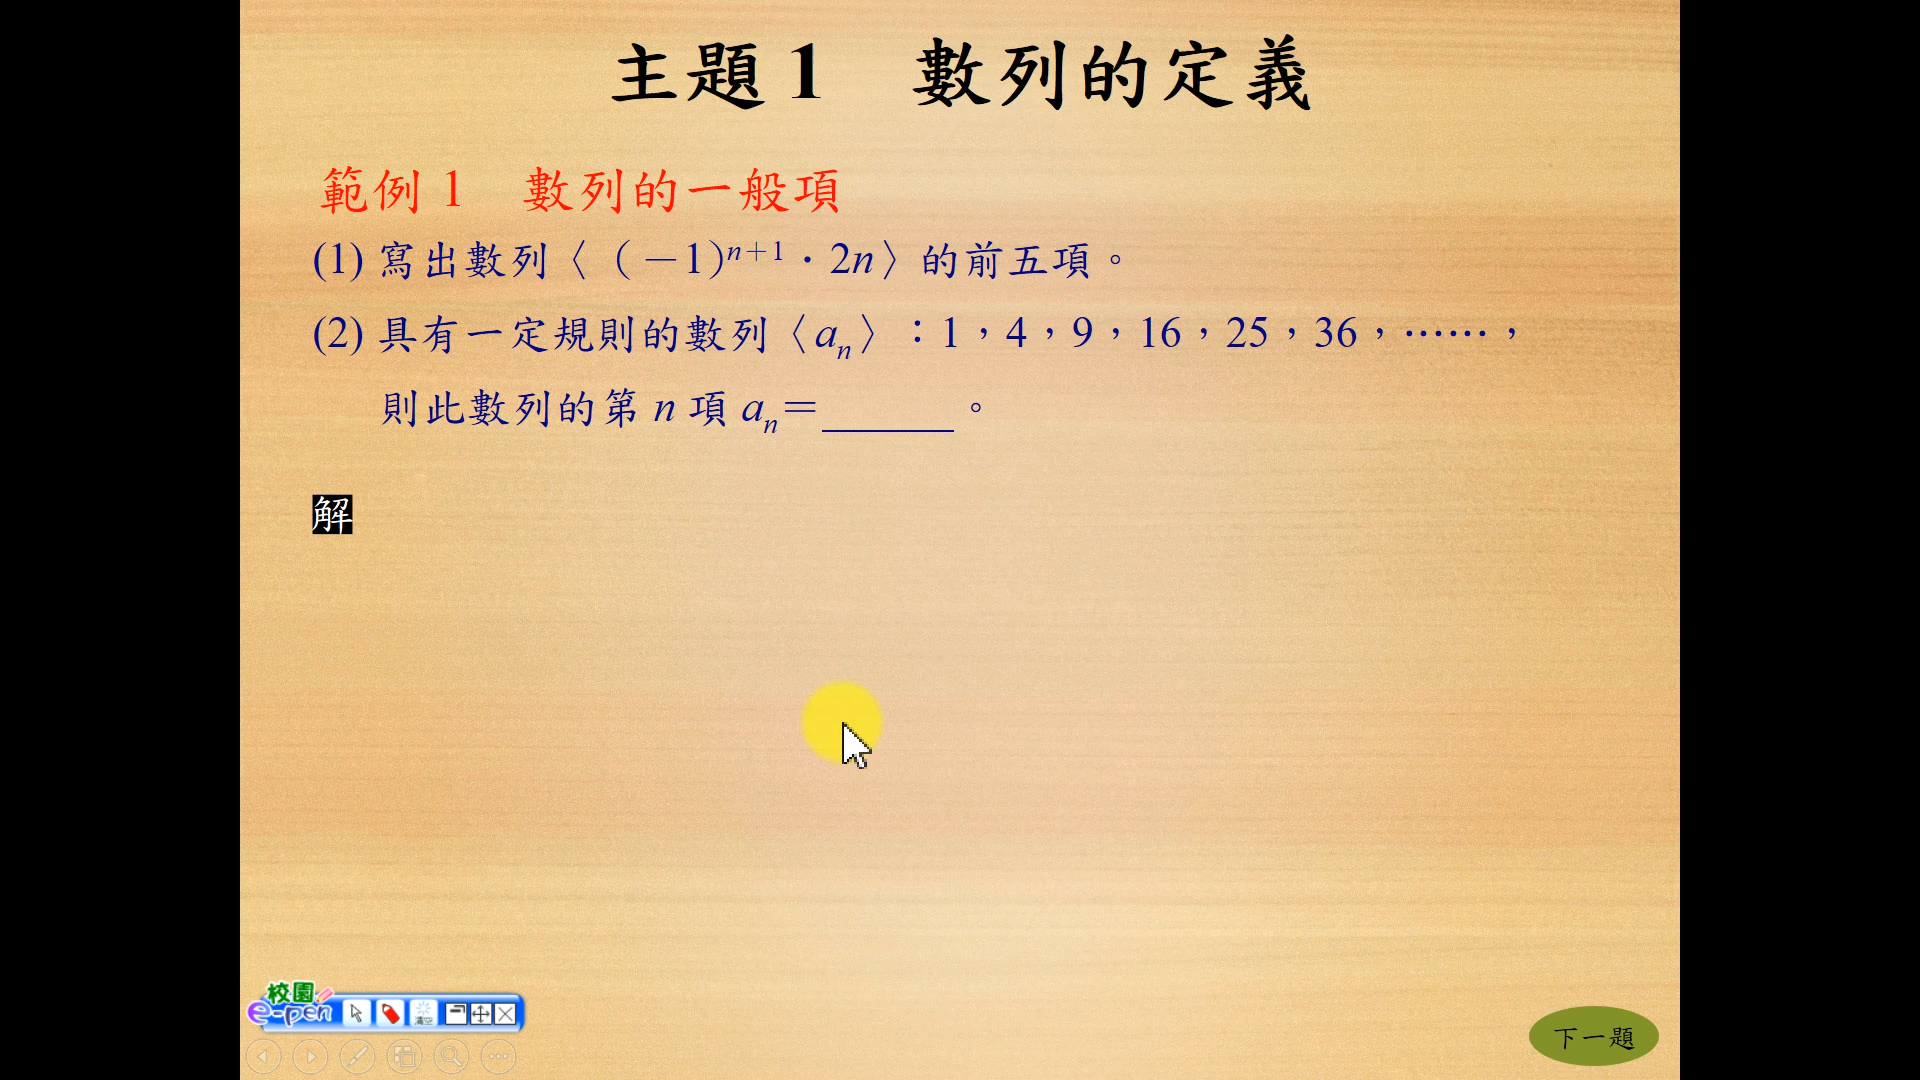 主題1 數列的定義
範例1 數列的一般項
(1) 寫出數列〈(－1)ⁿ⁺¹‧2n〉的前五項。
(2) 具有一定規則的數列〈aₙ〉:1,4,9,16,25,36,⋯⋯,
則此數列的第 n 項 aₙ=______。
解
校園
e-pen
清空
下一題